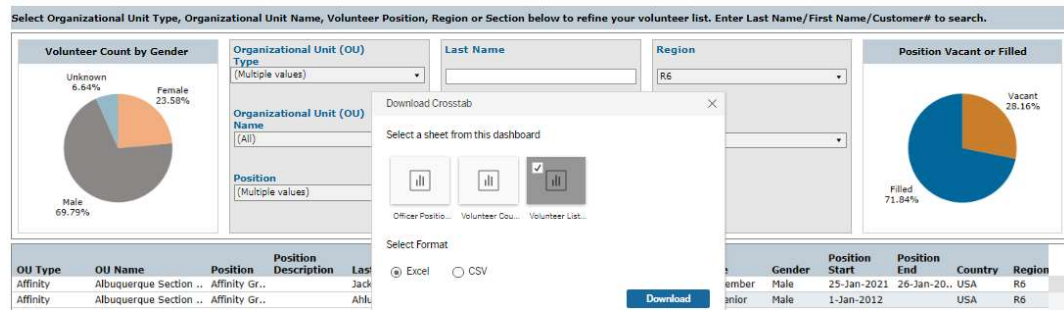 Select Organizational Unit Type, Organizational Unit Name, Volunteer Position, Region or Section below to refine your volunteer list. Enter Last Name/First Name/Customer# to search.
Volunteer Count by Gender
Unknown
6.64%
Female
23.58%
Male
69.79%
Organizational Unit (OU)
Type
(Multiple values)
Organizational Unit (OU)
Name
(All)
Position
(Multiple values)
Last Name
Region
R6
Position Vacant or Filled
Vacant
28.16%
Filled
71.84%
Download Crosstab
Select a sheet from this dashboard
Officer Positio... Volunteer Cou... Volunteer List...
Select Format
Excel CSV
Download
OU Type OU Name Position Position Description Las Gender Position Start Position End Country Region
Affinity Albuquerque Section .. Affinity Gr.. Jack ember Male 25-Jan-2021 26-Jan-20.. USA R6
Affinity Albuquerque Section .. Affinity Gr.. Ahlu enior Male 1-Jan-2012 USA R6